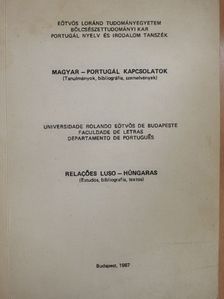 EÖTVÖS LORÁND TUDOMÁNYEGYETEM
BÖLCSÉSZETTUDOMÁNYI KAR
PORTUGÁL NYELV ÉS IRODALOM TANSZÉK
MAGYAR – PORTUGÁL KAPCSOLATOK
(Tanulmányok, bibliográfia, szemelvények)
UNIVERSIDADE ROLANDO EÖTVÖS DE BUDAPESTE
FACULDADE DE LETRAS
DEPARTAMENTO DE PORTUGUÊS
RELAÇÕES LUSO – HÚNGARAS
(Estudos, bibliografia, textos)
Budapest, 1987